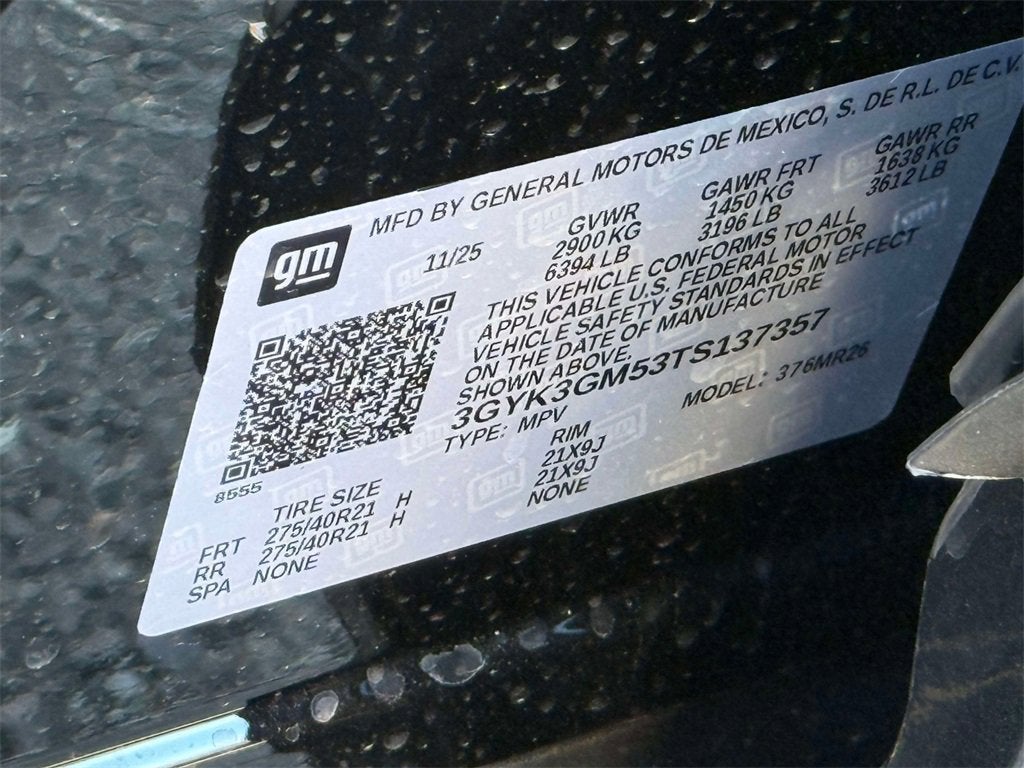 MFD BY GENERAL MOTORS DE MEXICO, S. DE R.L. DE C.V.
gm
11/25
GVWR GAWR FRT GAWR RR
2900 KG 1450 KG 1638 KG
6394 LB 3196 LB 3612 LB
THIS VEHICLE CONFORMS TO ALL
APPLICABLE U.S. FEDERAL MOTOR
VEHICLE SAFETY STANDARDS IN EFFECT
ON THE DATE OF MANUFACTURE
SHOWN ABOVE.
3GYK3GM53TS137357
TYPE: MPV MODEL: 376MR26
8555
TIRE SIZE RIM
FRT 275/40R21 H 21X9J
RR 275/40R21 H 21X9J
SPA NONE NONE